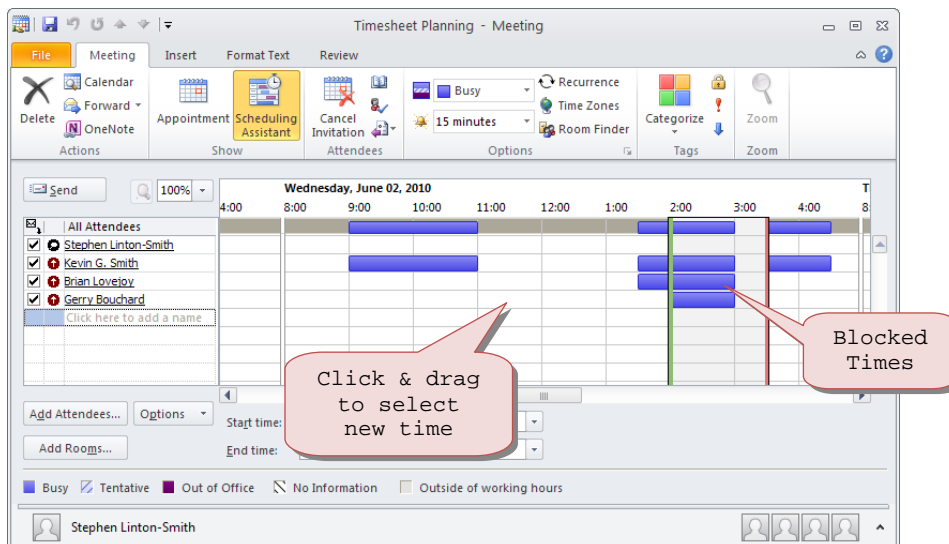 Timesheet Planning - Meeting
File Meeting Insert Format Text Review
Delete
Calendar
Forward
OneNote
Actions
Appointment
Scheduling
Assistant
Show
Cancel
Invitation
Attendees
Busy
15 minutes
Recurrence
Time Zones
Room Finder
Options
Categorize
Tags
Zoom
Zoom
Send
100%
Wednesday, June 02, 2010
T
4:00 8:00 9:00 10:00 11:00 12:00 1:00 2:00 3:00 4:00 8:
All Attendees
Stephen Linton-Smith
Kevin G. Smith
Brian Lovejoy
Gerry Bouchard
Click here to add a name
Click & drag
to select
new time
Blocked
Times
Add Attendees... Options
Add Rooms...
Start time:
End time:
Busy Tentative Out of Office No Information Outside of working hours
Stephen Linton-Smith